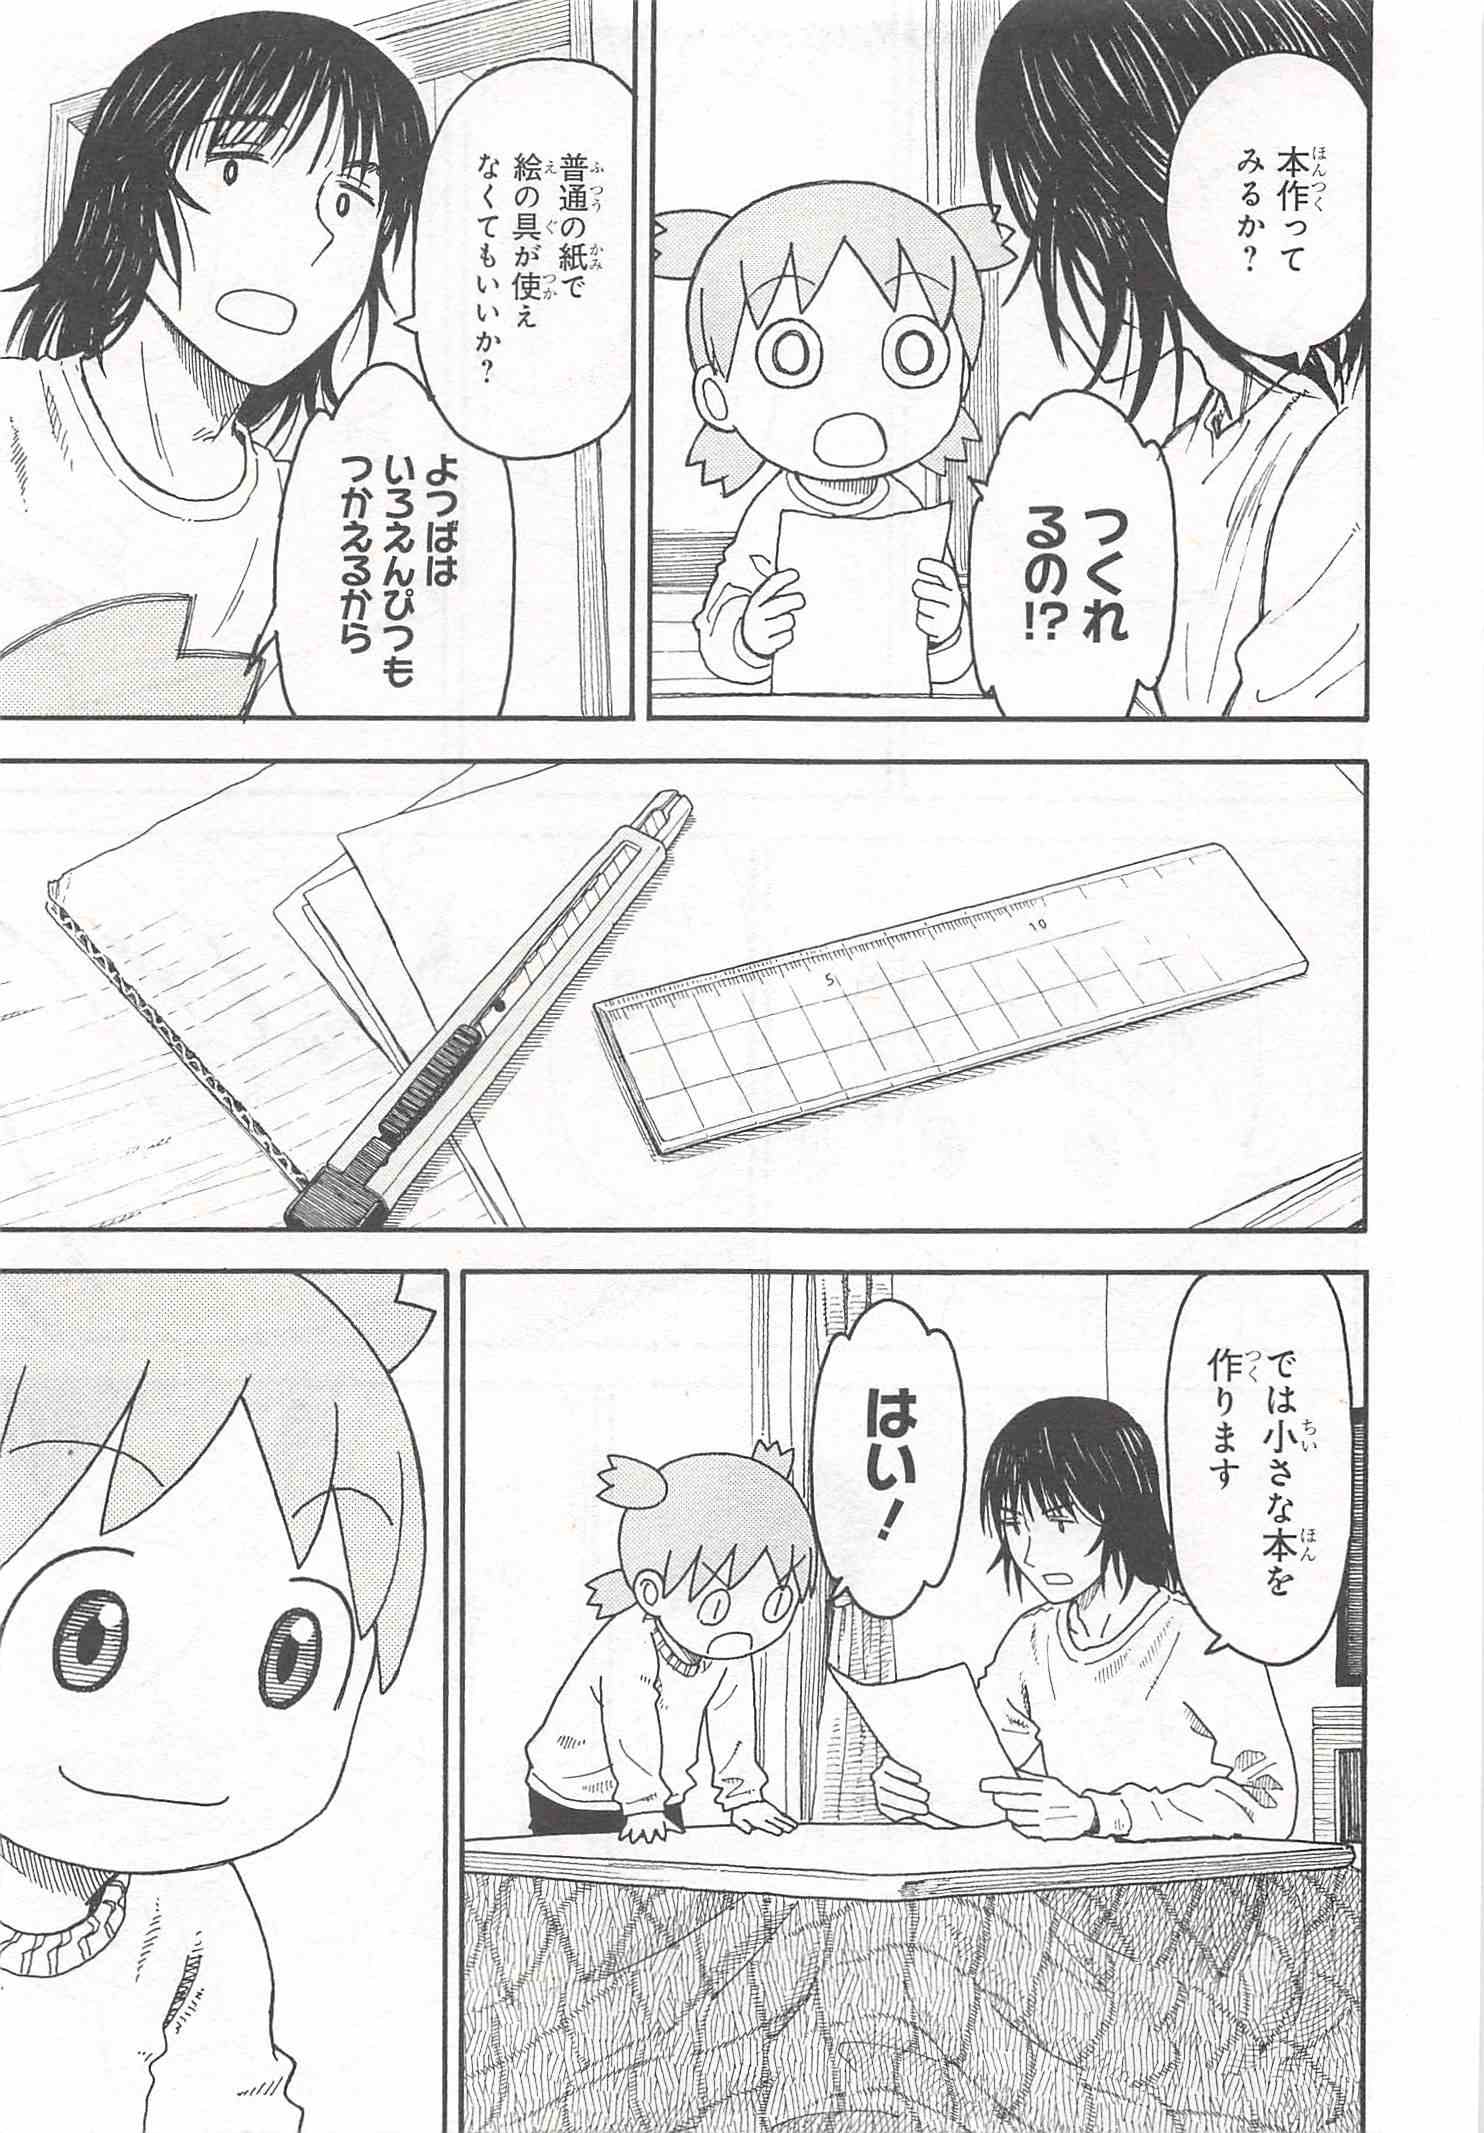 本作って
みるか?
つくれ
るの!?
普通の紙で
絵の具が使え
なくてもいいか?
よつばは
いろえんぴつも
つかえるから
5
10
では小さな本を
作ります
はい!